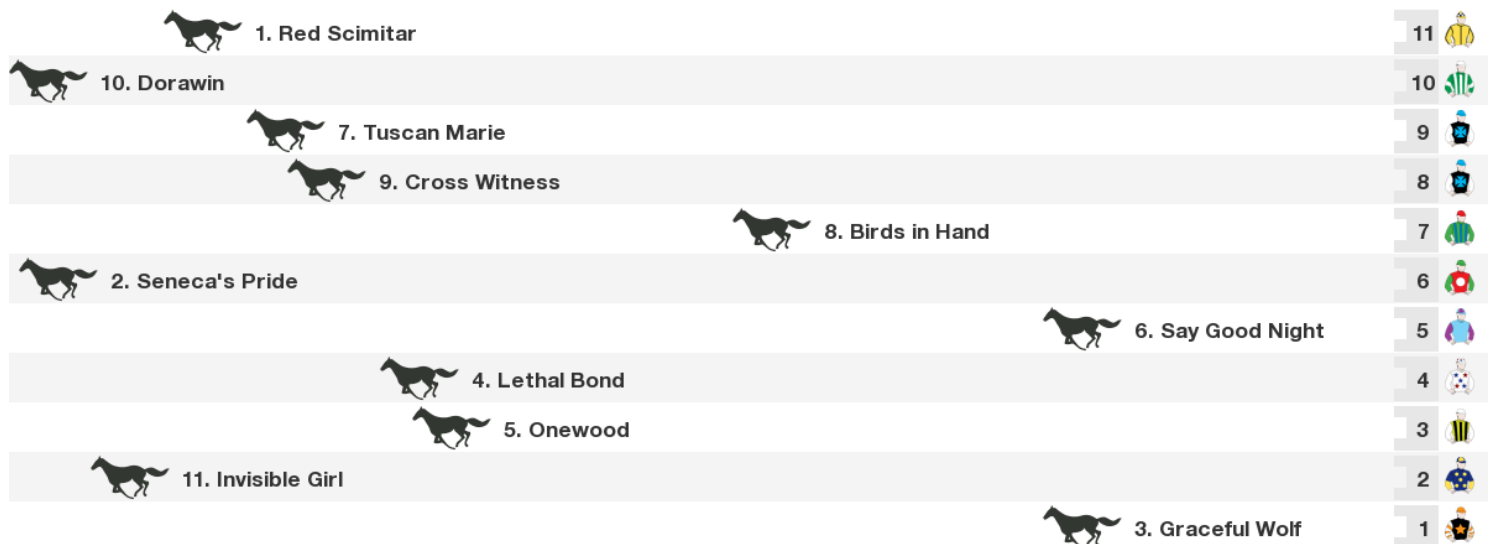 1. Red Scimitar 11
10. Dorawin 10
7. Tuscan Marie 9
9. Cross Witness 8
8. Birds in Hand 7
2. Seneca's Pride 6
6. Say Good Night 5
4. Lethal Bond 4
5. Onewood 3
11. Invisible Girl 2
3. Graceful Wolf 1